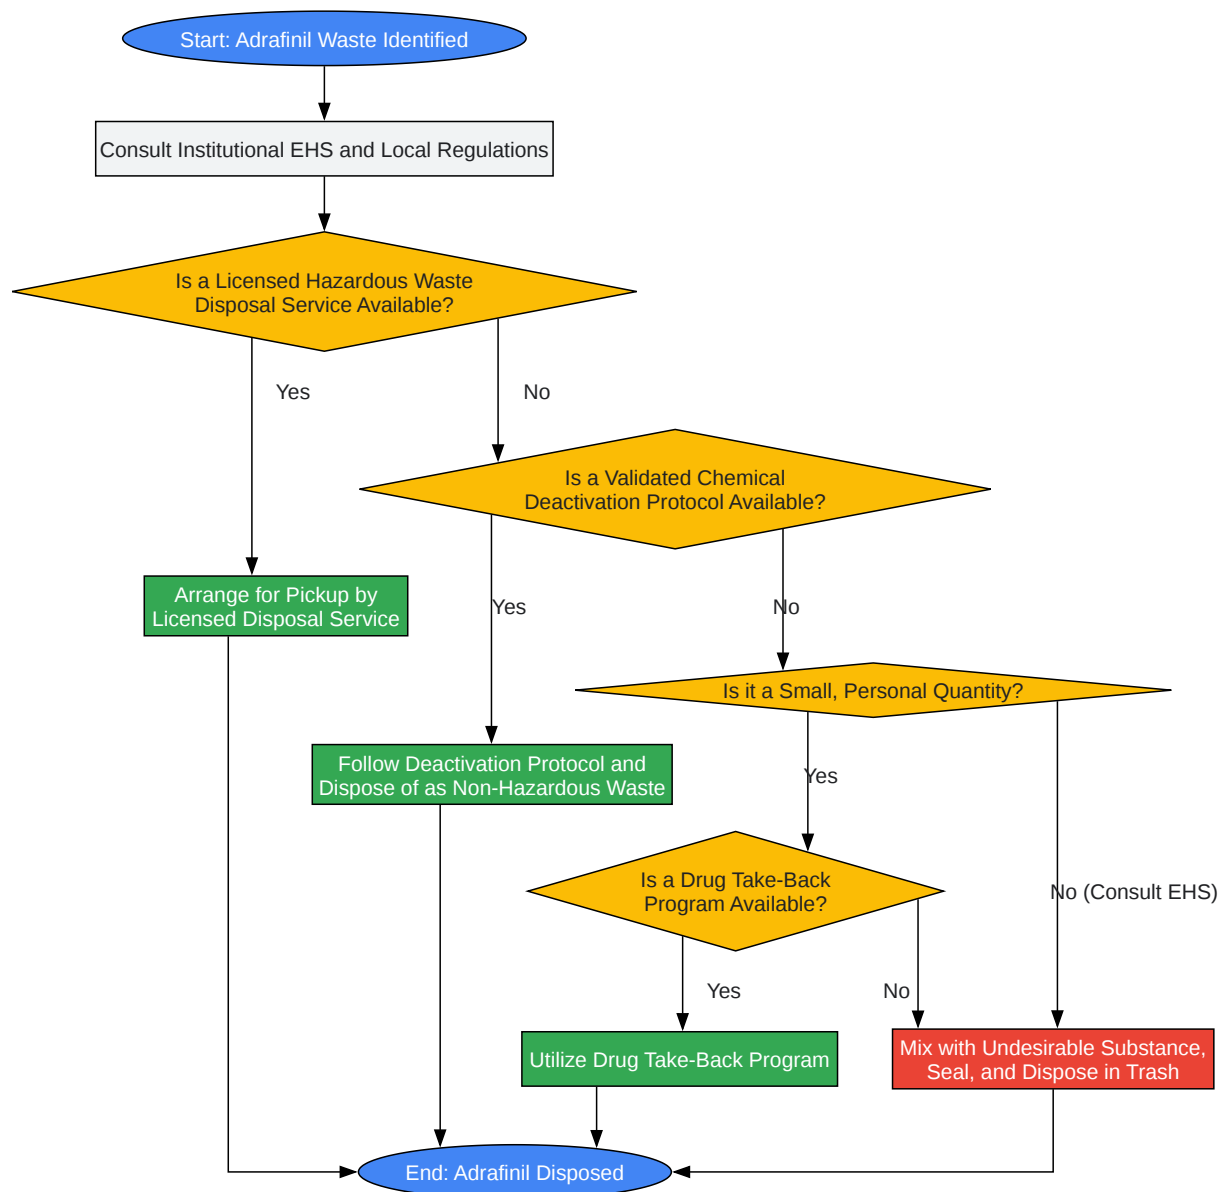 Start: Adrafinil Waste Identified
Consult Institutional EHS and Local Regulations
Is a Licensed Hazardous Waste
Disposal Service Available?
Yes
No
Is a Validated Chemical
Deactivation Protocol Available?
Arrange for Pickup by
Licensed Disposal Service
Yes
No
Is it a Small, Personal Quantity?
Follow Deactivation Protocol and
Dispose of as Non-Hazardous Waste
Yes
Is a Drug Take-Back
Program Available?
No (Consult EHS)
Yes
No
Utilize Drug Take-Back Program
Mix with Undesirable Substance,
Seal, and Dispose in Trash
End: Adrafinil Disposed